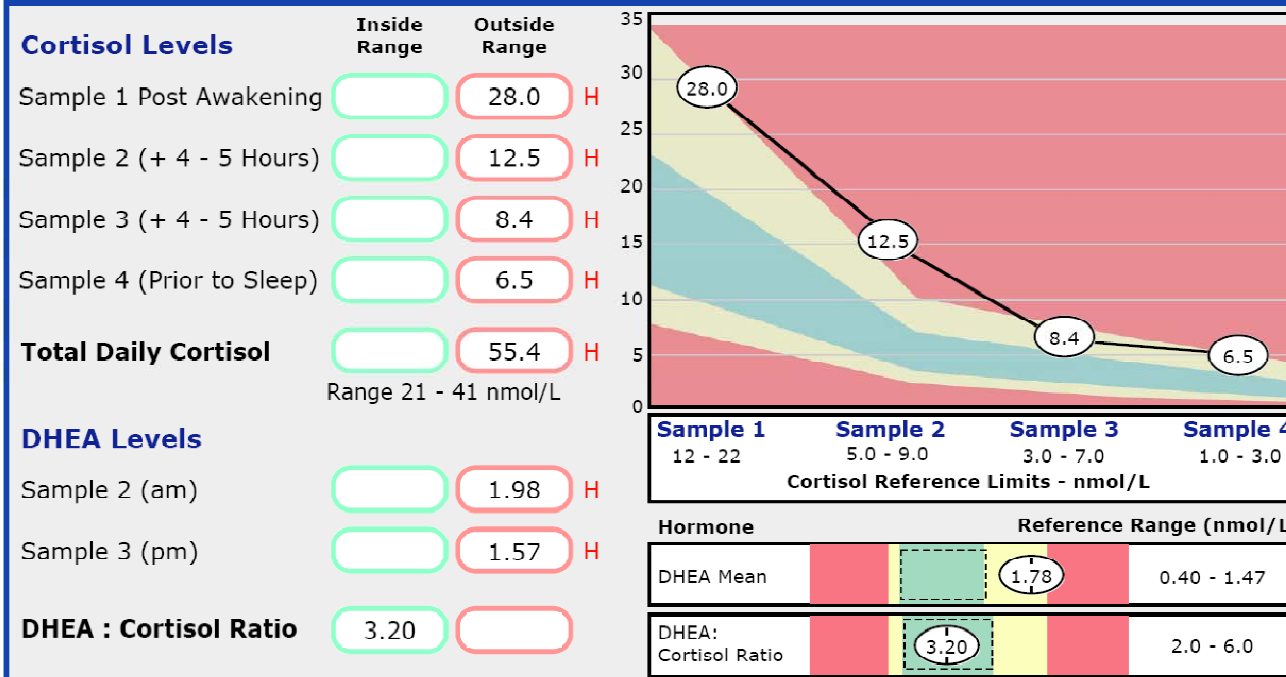 Cortisol Levels
Inside Range
Outside Range
Sample 1 Post Awakening 28.0 H
Sample 2 (+ 4 - 5 Hours) 12.5 H
Sample 3 (+ 4 - 5 Hours) 8.4 H
Sample 4 (Prior to Sleep) 6.5 H
Total Daily Cortisol 55.4 H
Range 21 - 41 nmol/L
DHEA Levels
Sample 2 (am) 1.98 H
Sample 3 (pm) 1.57 H
DHEA : Cortisol Ratio 3.20
35
30
25
20
15
10
5
0
28.0
12.5
8.4
6.5
Sample 1 Sample 2 Sample 3 Sample 4
12 - 22 5.0 - 9.0 3.0 - 7.0 1.0 - 3.0
Cortisol Reference Limits - nmol/L
Hormone Reference Range (nmol/L
DHEA Mean 1.78 0.40 - 1.47
DHEA:
Cortisol Ratio 3.20 2.0 - 6.0